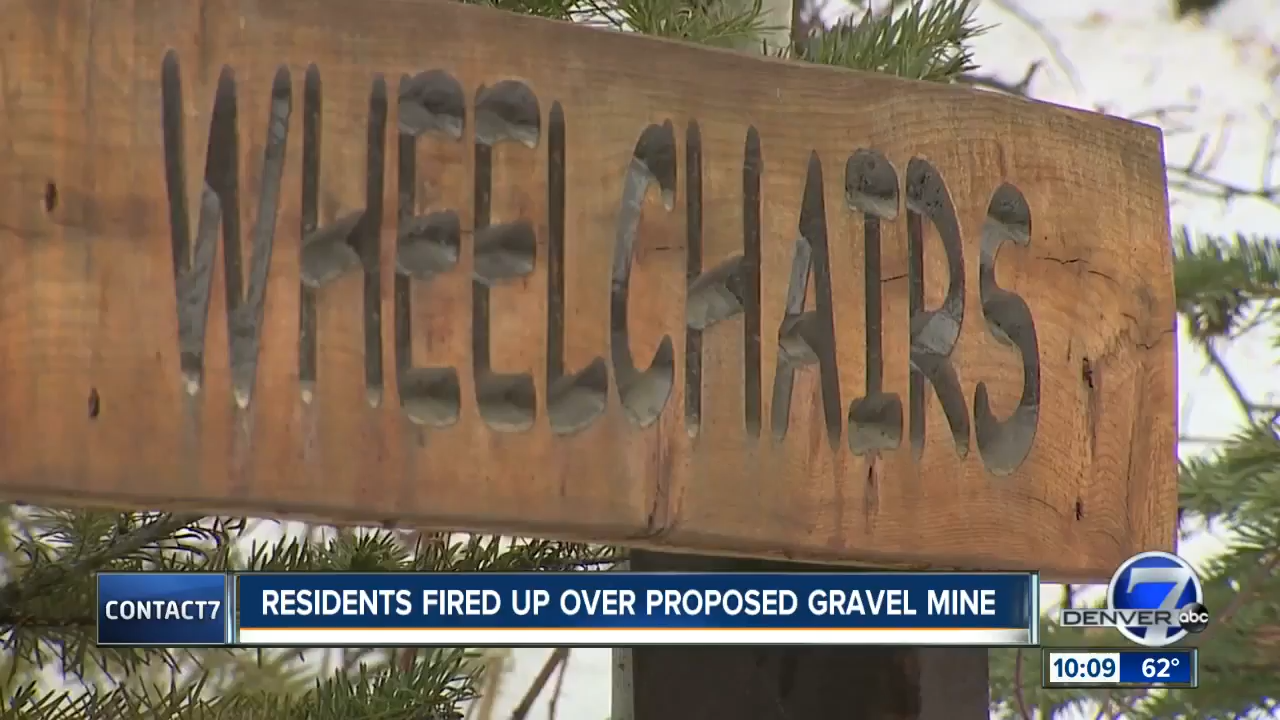 WHEELCHAIRS
CONTACT7
RESIDENTS FIRED UP OVER PROPOSED GRAVEL MINE
DENVER 7 abc
10:09 62°